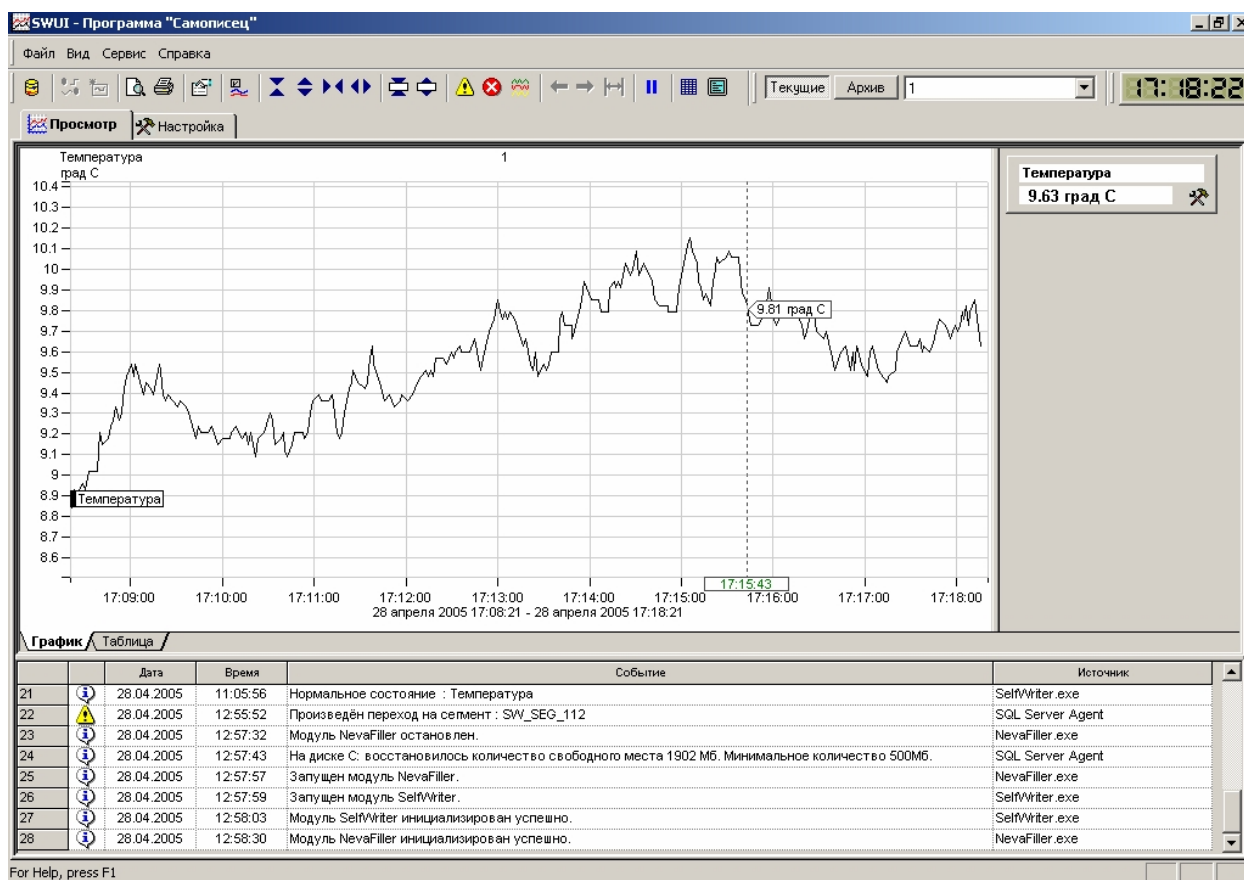 SWUI - Программа "Самописец"
Файл Вид Сервис Справка
Текущие Архив 1 17:18:22
Просмотр Настройка
Температура 1
град С
10.4
10.3
10.2
10.1
10
9.9
9.8
9.7
9.6
9.5
9.4
9.3
9.2
9.1
9
8.9
8.8
8.7
8.6
9.81 град С
Температура
17:15:43
17:09:00 17:10:00 17:11:00 17:12:00 17:13:00 17:14:00 17:15:00 17:16:00 17:17:00 17:18:00
28 апреля 2005 17:08:21 - 28 апреля 2005 17:18:21
Температура
9.63 град С
График Таблица
Дата Время Событие Источник
21 28.04.2005 11:05:56 Нормальное состояние : Температура SelfWriter.exe
22 28.04.2005 12:55:52 Произведён переход на сегмент : SW_SEG_112 SQL Server Agent
23 28.04.2005 12:57:32 Модуль NevaFiller остановлен. NevaFiller.exe
24 28.04.2005 12:57:43 На диске C: восстановилось количество свободного места 1902 Мб. Минимальное количество 500Мб. SQL Server Agent
25 28.04.2005 12:57:57 Запущен модуль NevaFiller. NevaFiller.exe
26 28.04.2005 12:57:59 Запущен модуль SelfWriter. SelfWriter.exe
27 28.04.2005 12:58:03 Модуль SelfWriter инициализирован успешно. SelfWriter.exe
28 28.04.2005 12:58:30 Модуль NevaFiller инициализирован успешно. NevaFiller.exe
For Help, press F1